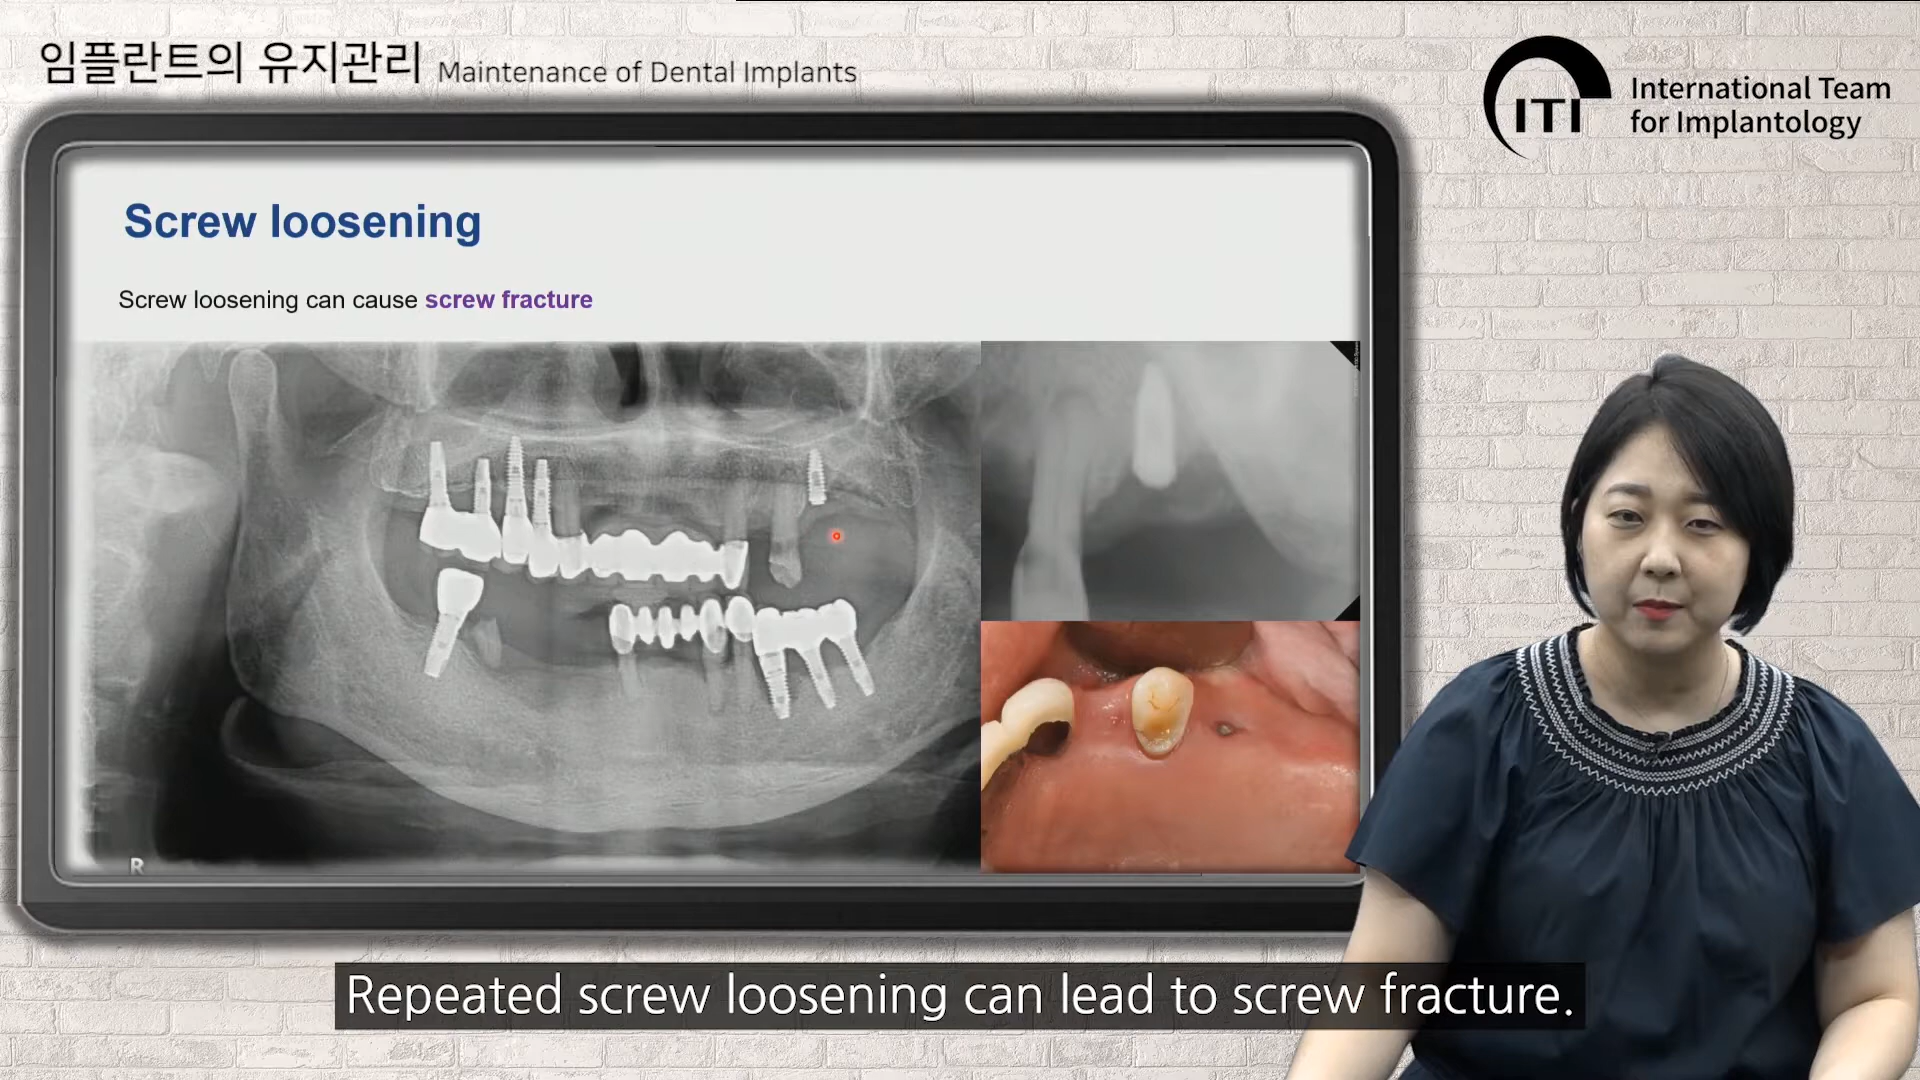 임플란트의 유지관리 Maintenance of Dental Implants
ITI International Team
for Implantology
Screw loosening
Screw loosening can cause screw fracture
R
Repeated screw loosening can lead to screw fracture.